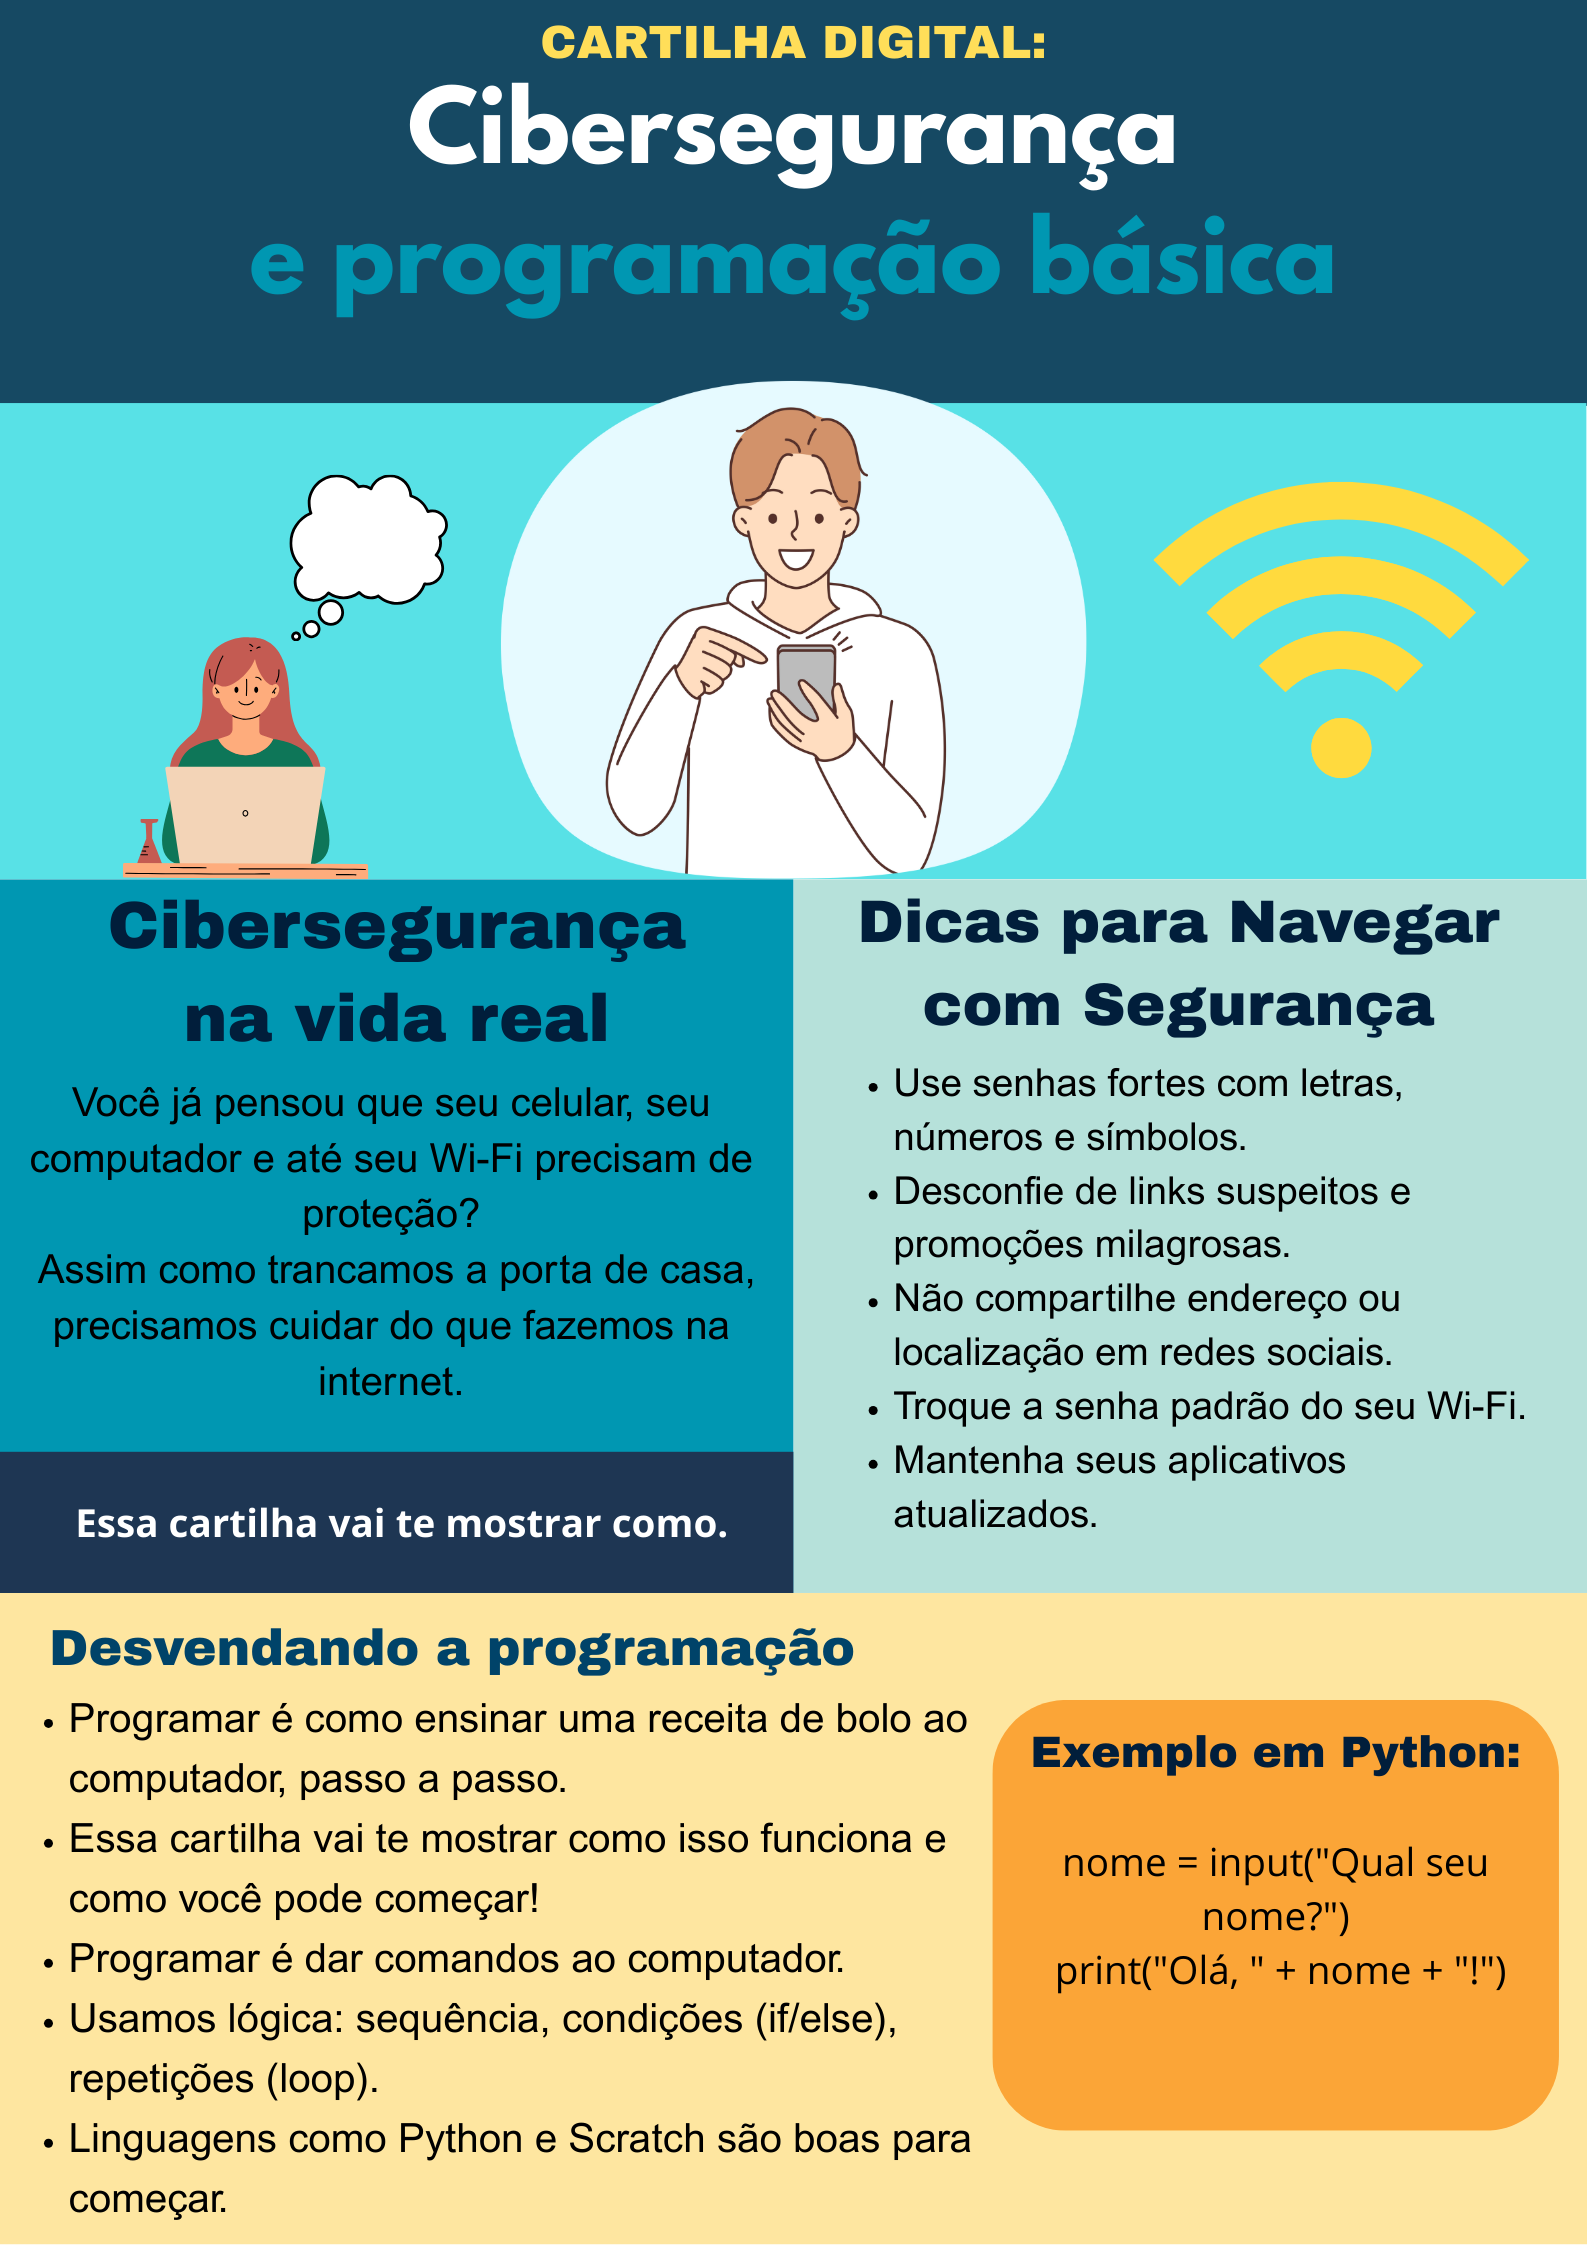 CARTILHA DIGITAL:
Cibersegurança
e programação básica
Cibersegurança
na vida real
Você já pensou que seu celular, seu
computador e até seu Wi-Fi precisam de
proteção?
Assim como trancamos a porta de casa,
precisamos cuidar do que fazemos na
internet.
Essa cartilha vai te mostrar como.
Dicas para Navegar
com Segurança
• Use senhas fortes com letras,
números e símbolos.
• Desconfie de links suspeitos e
promoções milagrosas.
• Não compartilhe endereço ou
localização em redes sociais.
• Troque a senha padrão do seu Wi-Fi.
• Mantenha seus aplicativos
atualizados.
Desvendando a programação
• Programar é como ensinar uma receita de bolo ao
computador, passo a passo.
• Essa cartilha vai te mostrar como isso funciona e
como você pode começar!
• Programar é dar comandos ao computador.
• Usamos lógica: sequência, condições (if/else),
repetições (loop).
• Linguagens como Python e Scratch são boas para
começar.
Exemplo em Python:
nome = input("Qual seu
nome?")
print("Olá, " + nome + "!")